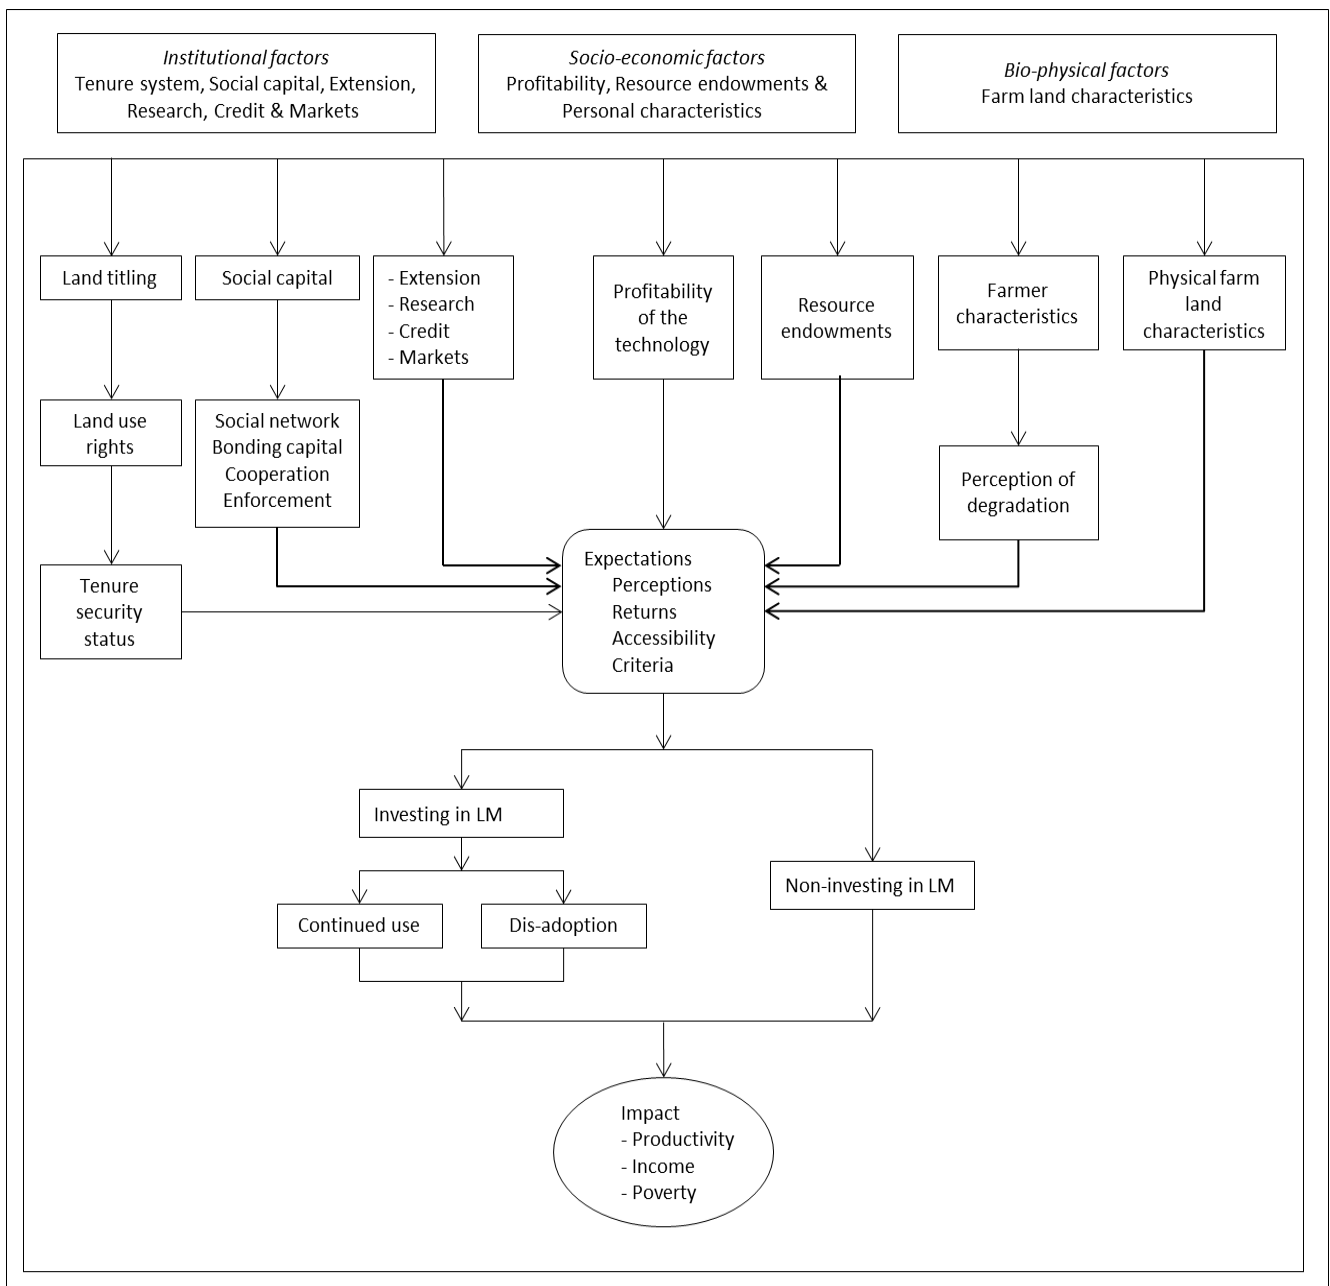 Institutional factors
Tenure system, Social capital, Extension,
Research, Credit & Markets
Socio-economic factors
Profitability, Resource endowments &
Personal characteristics
Bio-physical factors
Farm land characteristics
Land titling
Social capital
- Extension
- Research
- Credit
- Markets
Profitability
of the
technology
Resource
endowments
Farmer
characteristics
Physical farm
land
characteristics
Land use
rights
Social network
Bonding capital
Cooperation
Enforcement
Perception of
degradation
Tenure
security
status
Expectations
Perceptions
Returns
Accessibility
Criteria
Investing in LM
Non-investing in LM
Continued use
Dis-adoption
Impact
- Productivity
- Income
- Poverty